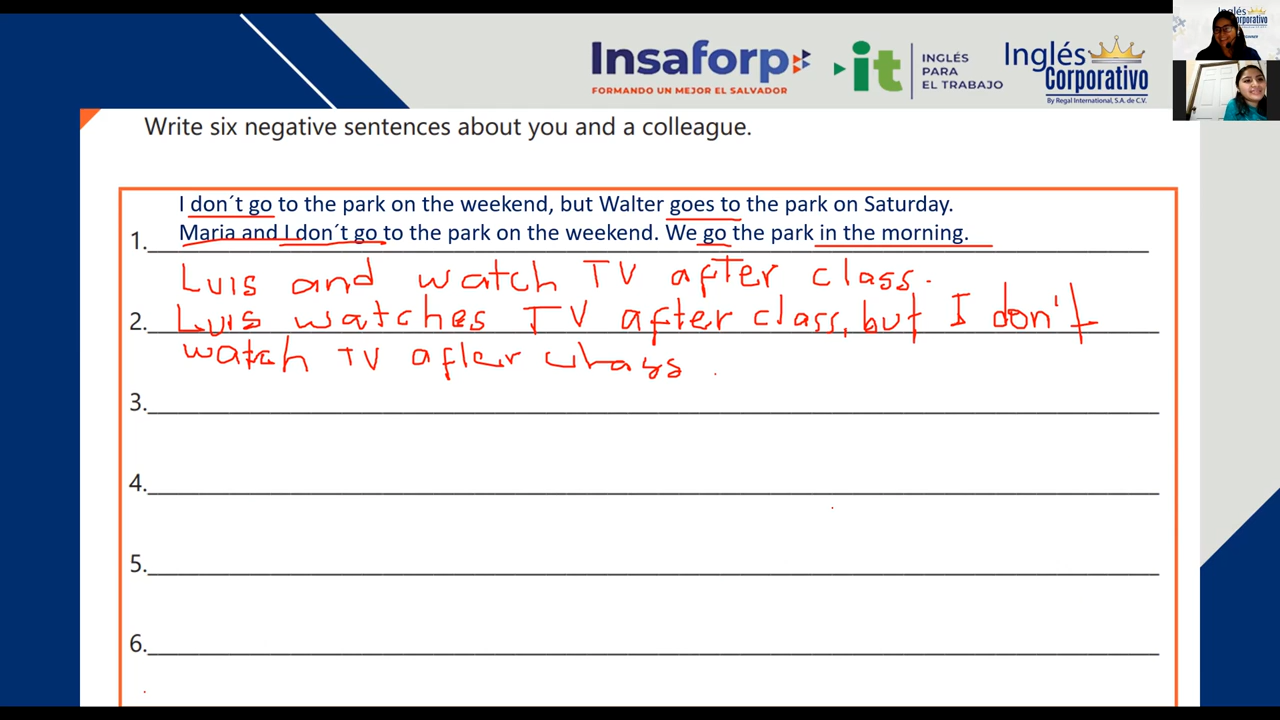 Insaforp
FORMANDO UN MEJOR EL SALVADOR
it
INGLÉS
PARA
EL TRABAJO
Inglés
Corporativo
By Regal International, S.A. de C.V.
Inglés
Corporativo
Write six negative sentences about you and a colleague.
I don´t go to the park on the weekend, but Walter goes to the park on Saturday.
1. Maria and I don´t go to the park on the weekend. We go the park in the morning.
Luis and watch TV after class.
2. Luis watches TV after class, but I don't
watch TV after class.
3.
4.
5.
6.